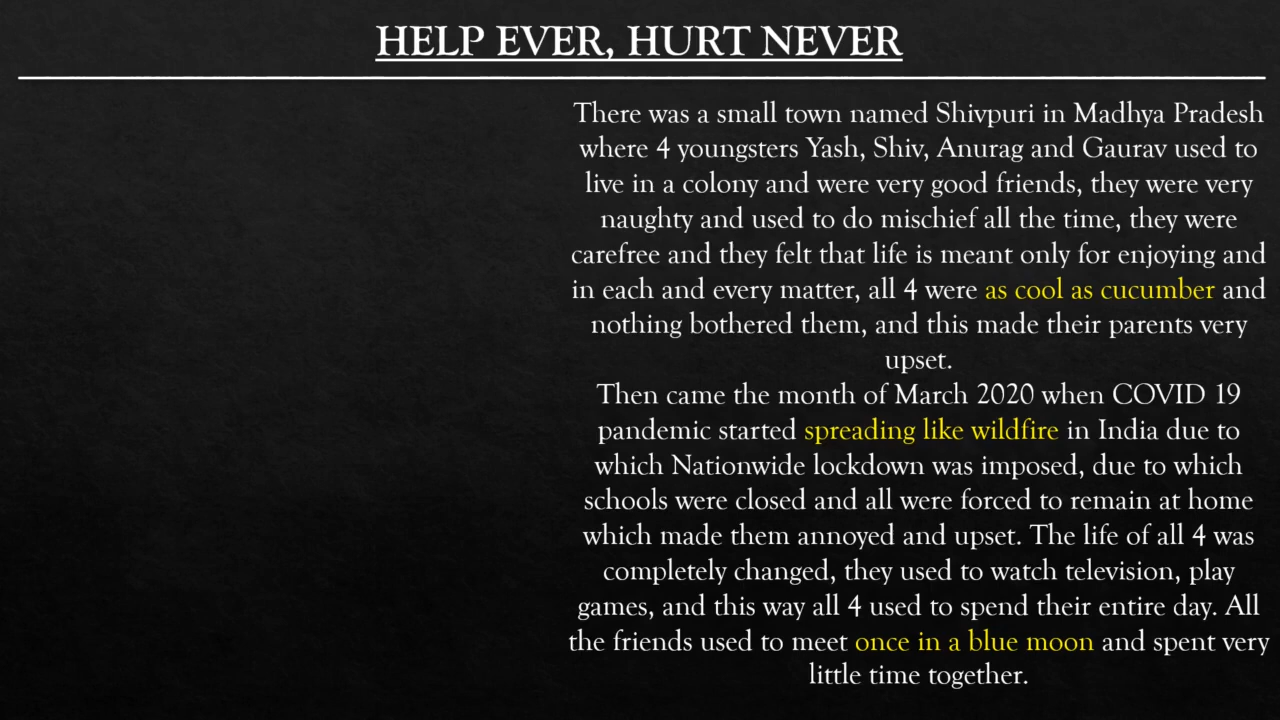 HELP EVER, HURT NEVER
There was a small town named Shivpuri in Madhya Pradesh
where 4 youngsters Yash, Shiv, Anurag and Gaurav used to
live in a colony and were very good friends, they were very
naughty and used to do mischief all the time, they were
carefree and they felt that life is meant only for enjoying and
in each and every matter, all 4 were as cool as cucumber and
nothing bothered them, and this made their parents very
upset.
Then came the month of March 2020 when COVID 19
pandemic started spreading like wildfire in India due to
which Nationwide lockdown was imposed, due to which
schools were closed and all were forced to remain at home
which made them annoyed and upset. The life of all 4 was
completely changed, they used to watch television, play
games, and this way all 4 used to spend their entire day. All
the friends used to meet once in a blue moon and spent very
little time together.